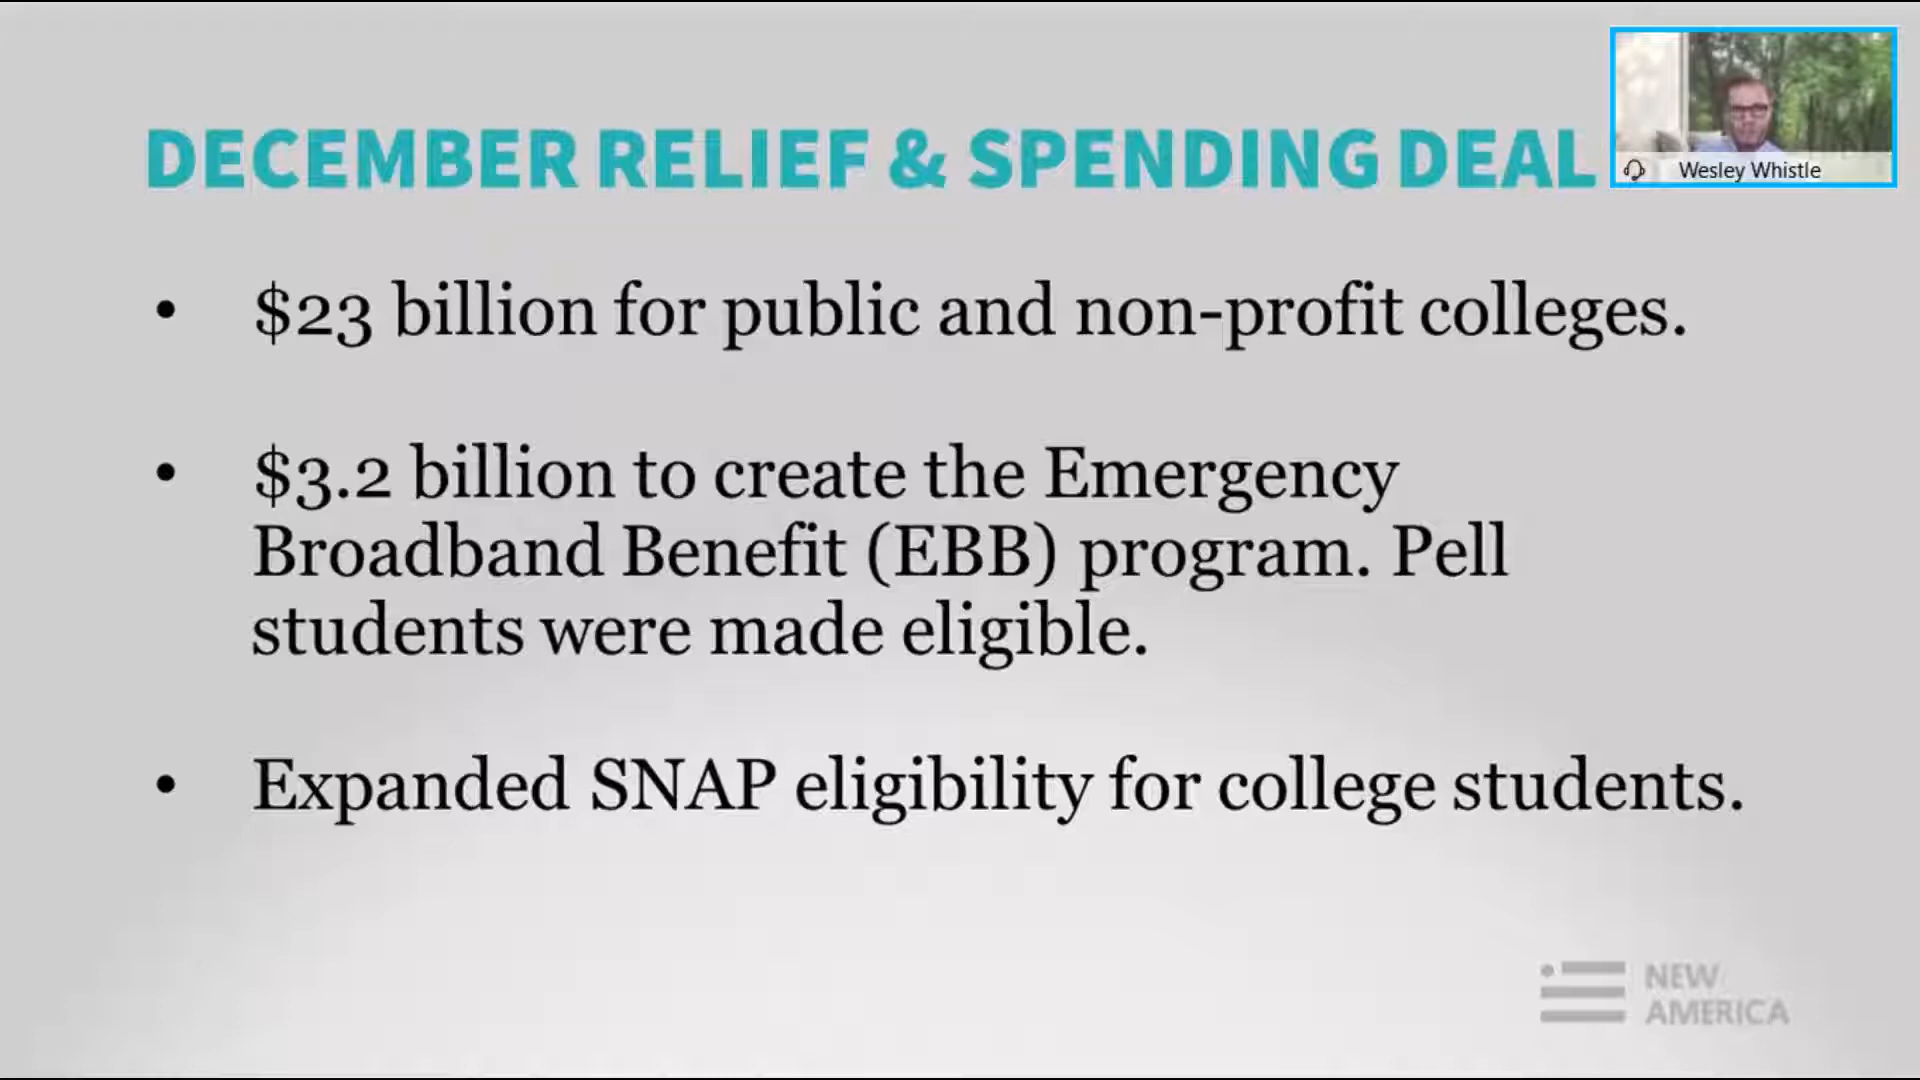 DECEMBER RELIEF & SPENDING DEAL
Wesley Whistle
• $23 billion for public and non-profit colleges.
• $3.2 billion to create the Emergency
Broadband Benefit (EBB) program. Pell
students were made eligible.
• Expanded SNAP eligibility for college students.
NEW
AMERICA